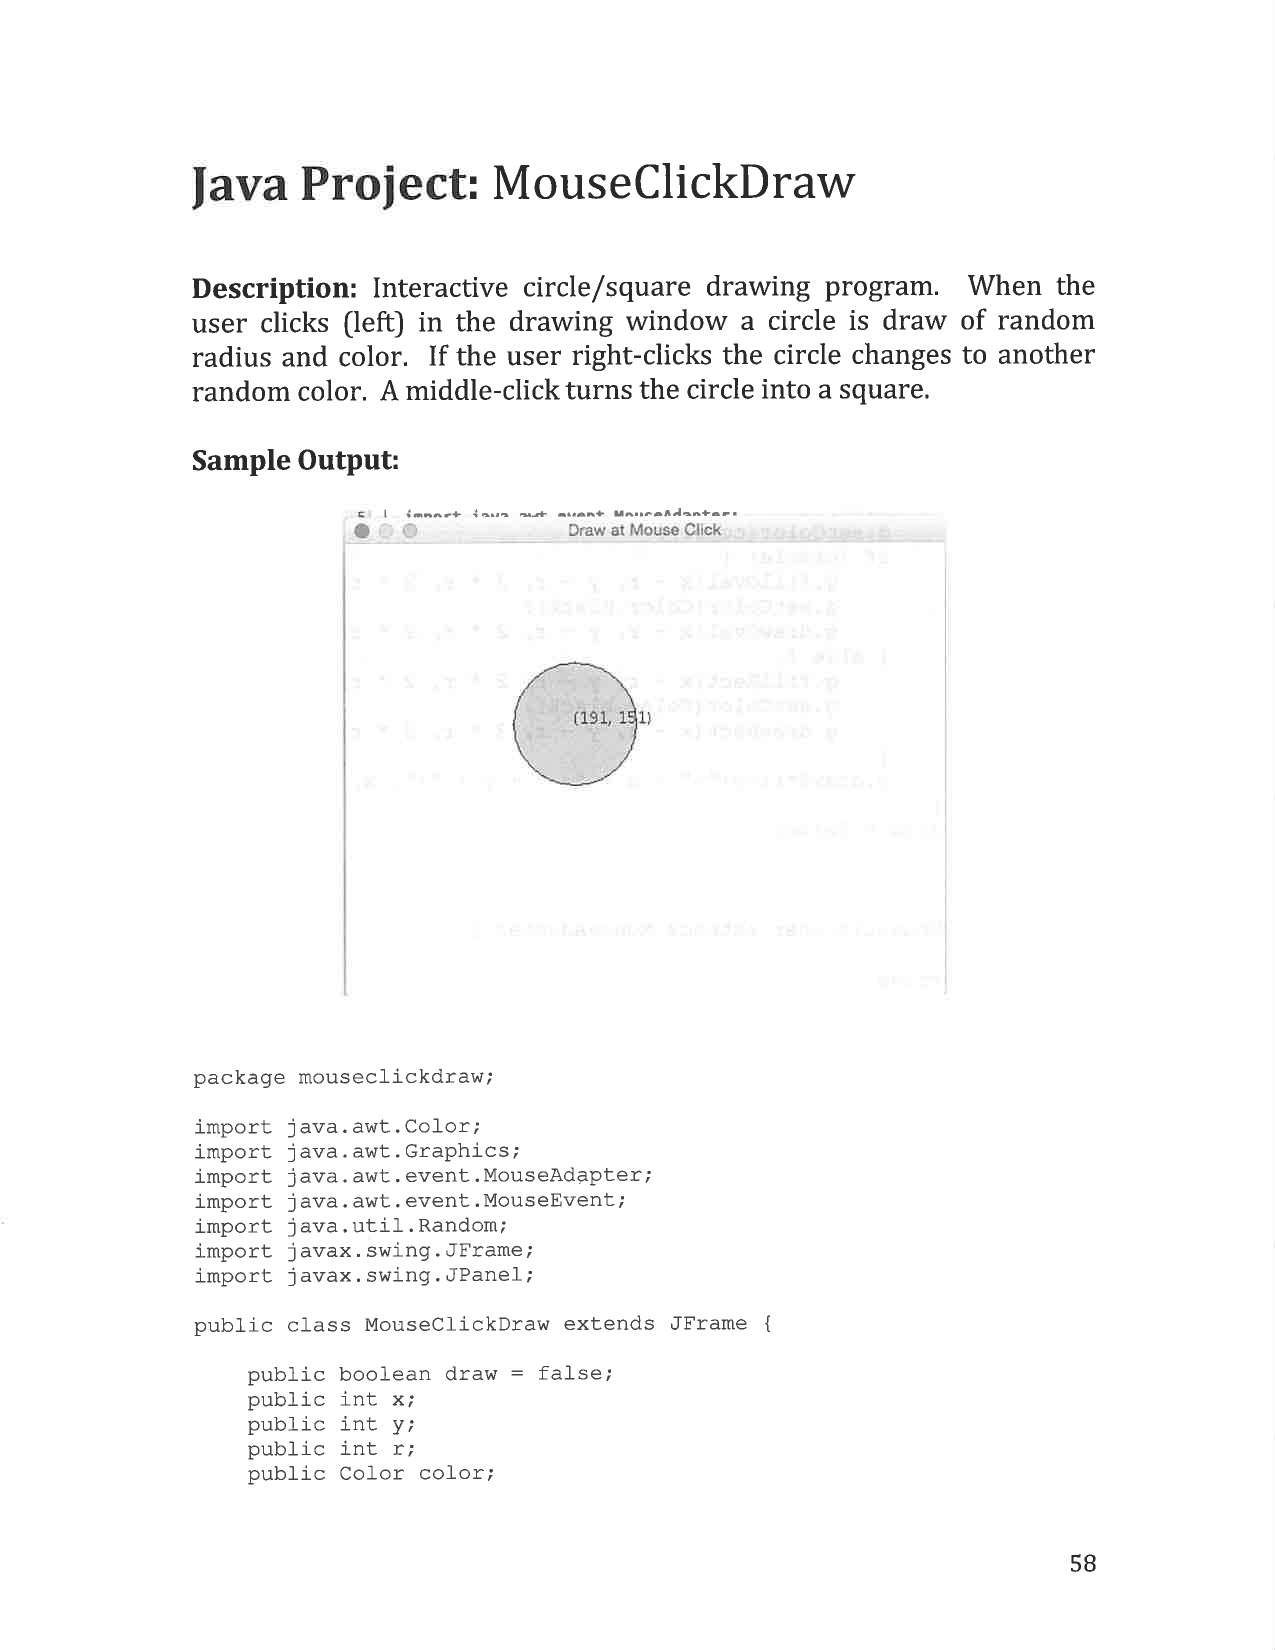 Java Project: MouseClickDraw
Description: Interactive circle/square drawing program. When the
user clicks (left) in the drawing window a circle is draw of random
radius and color. If the user right-clicks the circle changes to another
random color. A middle-click turns the circle into a square.
Sample Output:
import java.awt.event.MouseAdapter;
Draw at Mouse Click
(191, 151)
package mouseclickdraw;
import java.awt.Color;
import java.awt.Graphics;
import java.awt.event.MouseAdapter;
import java.awt.event.MouseEvent;
import java.util.Random;
import javax.swing.JFrame;
import javax.swing.JPanel;
public class MouseClickDraw extends JFrame {
public boolean draw = false;
public int x;
public int y;
public int r;
public Color color;
58